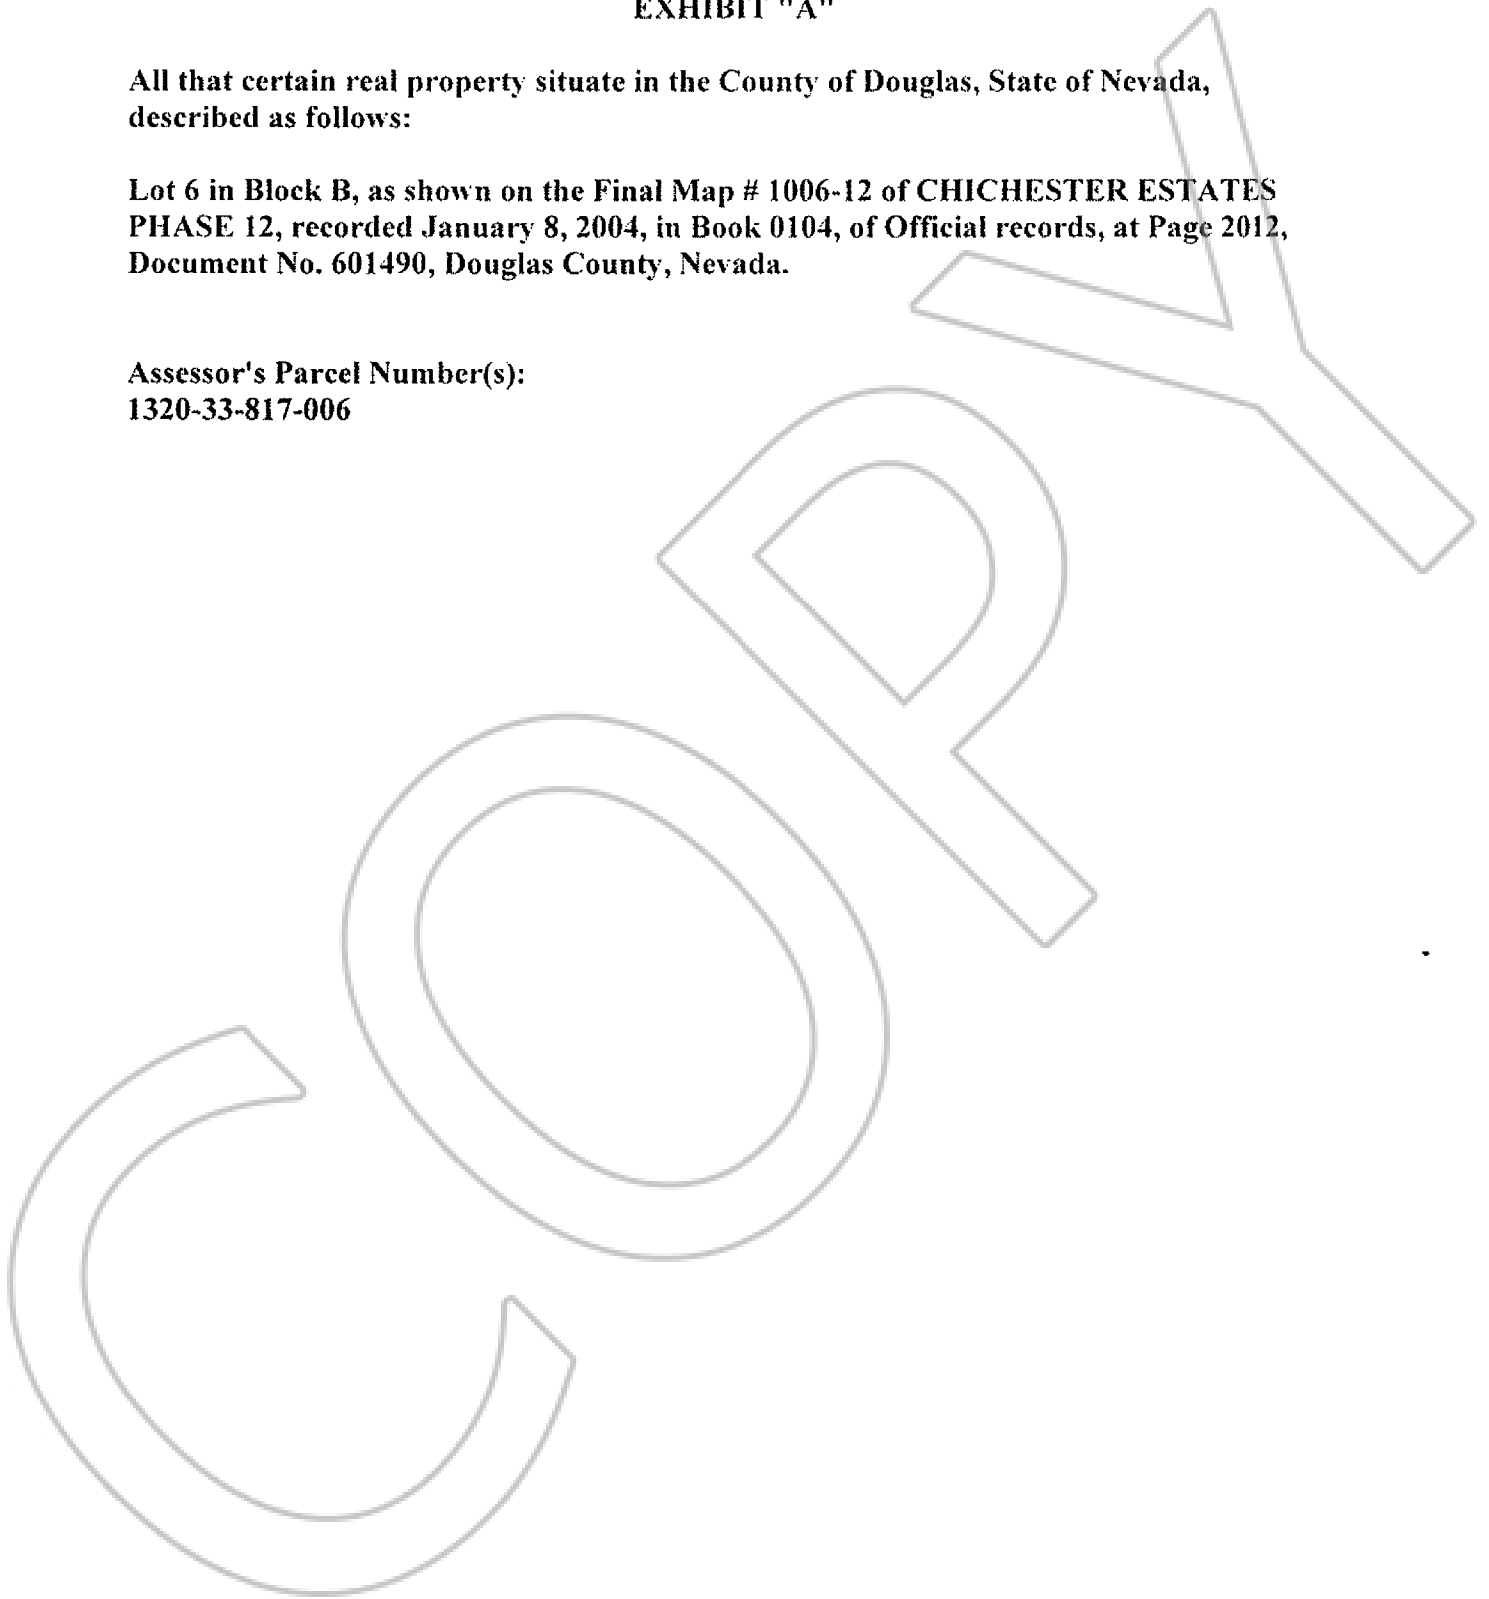 EXHIBIT "A"
All that certain real property situate in the County of Douglas, State of Nevada,
described as follows:
Lot 6 in Block B, as shown on the Final Map # 1006-12 of CHICHESTER ESTATES
PHASE 12, recorded January 8, 2004, in Book 0104, of Official records, at Page 2012,
Document No. 601490, Douglas County, Nevada.
Assessor's Parcel Number(s):
1320-33-817-006
COPY